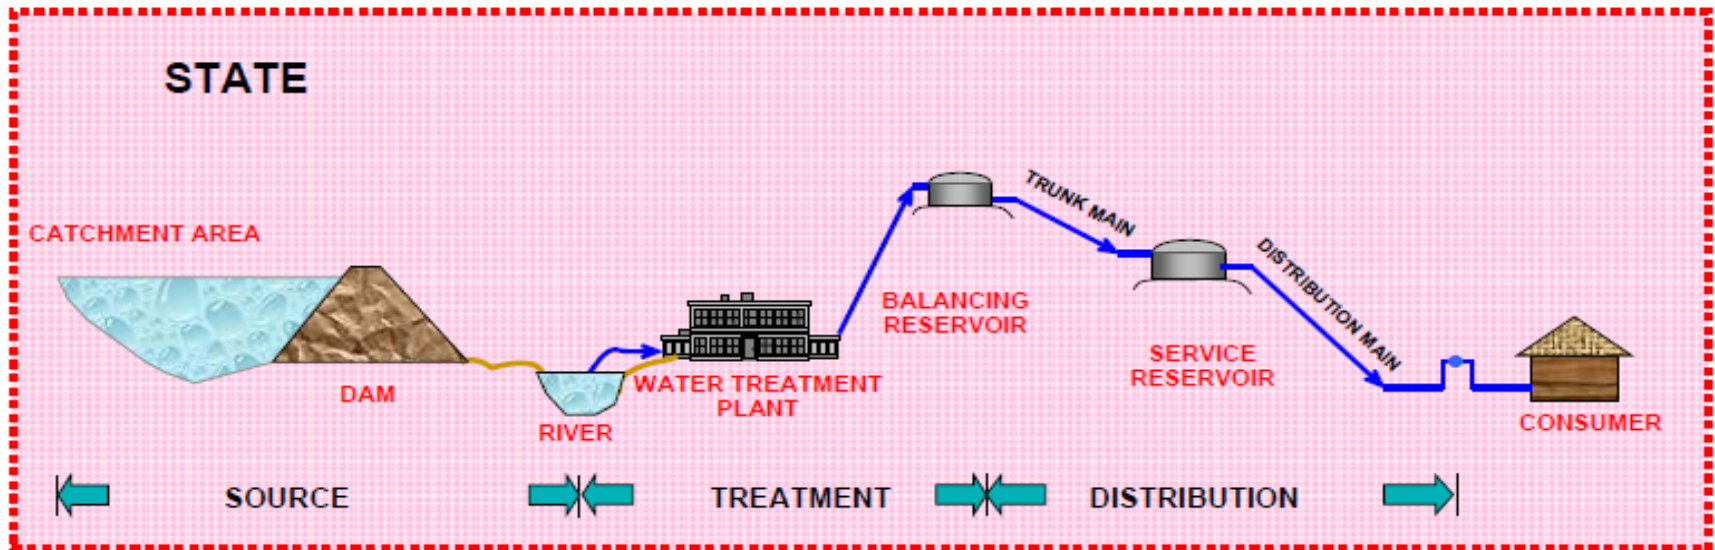 STATE
CATCHMENT AREA
DAM
RIVER
WATER TREATMENT
PLANT
BALANCING
RESERVOIR
TRUNK MAIN
SERVICE
RESERVOIR
DISTRIBUTION MAIN
CONSUMER
SOURCE
TREATMENT
DISTRIBUTION